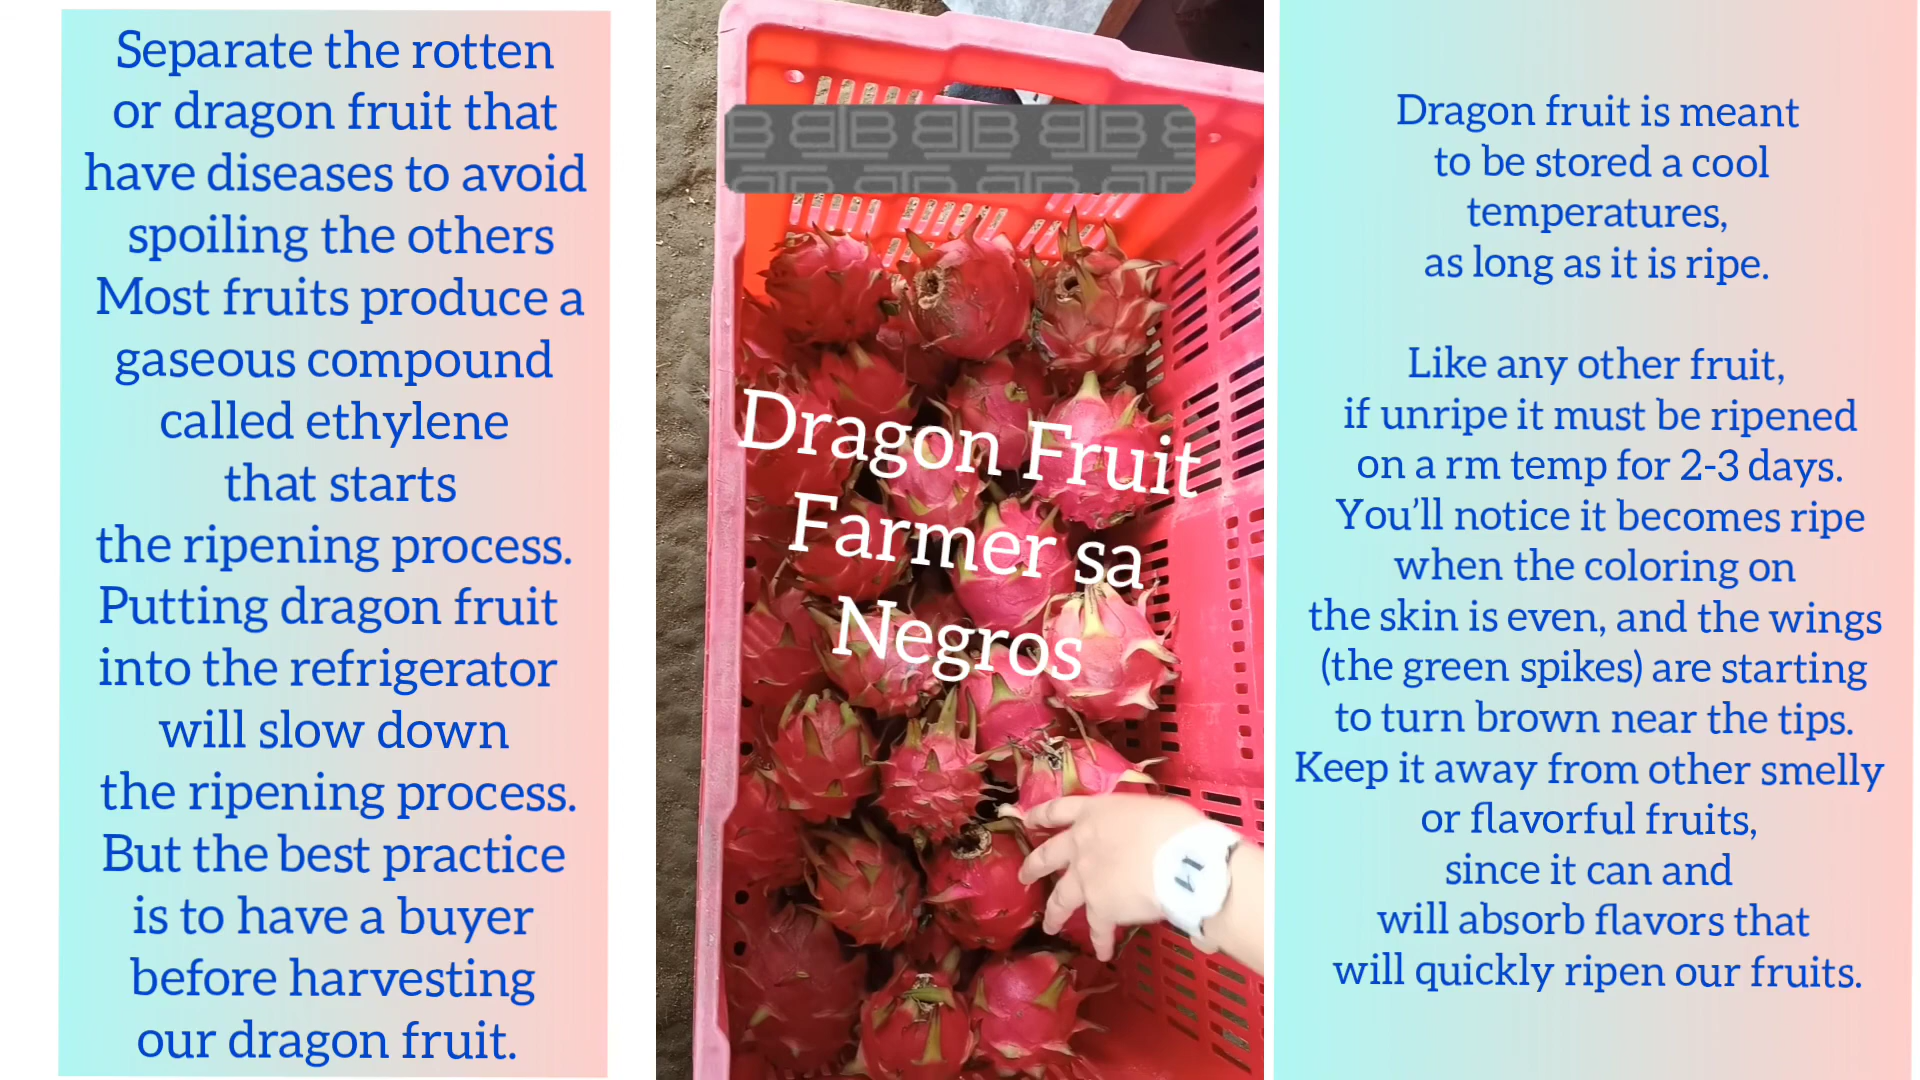 Separate the rotten
or dragon fruit that
have diseases to avoid
spoiling the others
Most fruits produce a
gaseous compound
called ethylene
that starts
the ripening process.
Putting dragon fruit
into the refrigerator
will slow down
the ripening process.
But the best practice
is to have a buyer
before harvesting
our dragon fruit.
Dragon Fruit
Farmer sa
Negros
Dragon fruit is meant
to be stored a cool
temperatures,
as long as it is ripe.
Like any other fruit,
if unripe it must be ripened
on a rm temp for 2-3 days.
You’ll notice it becomes ripe
when the coloring on
the skin is even, and the wings
(the green spikes) are starting
to turn brown near the tips.
Keep it away from other smelly
or flavorful fruits,
since it can and
will absorb flavors that
will quickly ripen our fruits.